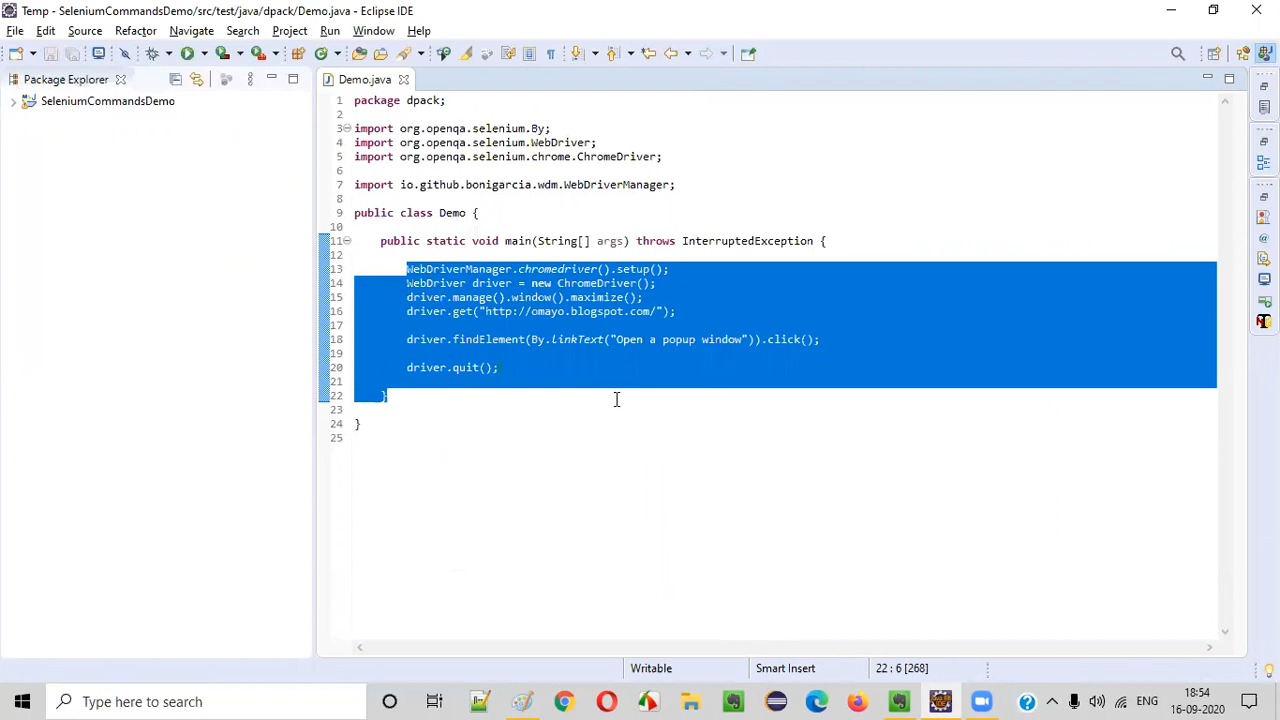 Temp - SeleniumCommandsDemo/src/test/java/dpack/Demo.java - Eclipse IDE
File Edit Source Refactor Navigate Search Project Run Window Help
Package Explorer
Demo.java
SeleniumCommandsDemo
1 package dpack;
2
3 import org.openqa.selenium.By;
4 import org.openqa.selenium.WebDriver;
5 import org.openqa.selenium.chrome.ChromeDriver;
6
7 import io.github.bonigarcia.wdm.WebDriverManager;
8
9 public class Demo {
10
11 public static void main(String[] args) throws InterruptedException {
12
13 WebDriverManager.chromedriver().setup();
14 WebDriver driver = new ChromeDriver();
15 driver.manage().window().maximize();
16 driver.get("http://omayo.blogspot.com/");
17
18 driver.findElement(By.linkText("Open a popup window")).click();
19
20 driver.quit();
21
22 }
23
24 }
25
Writable Smart Insert 22 : 6 [268]
Type here to search
ENG
18:54
16-09-2020